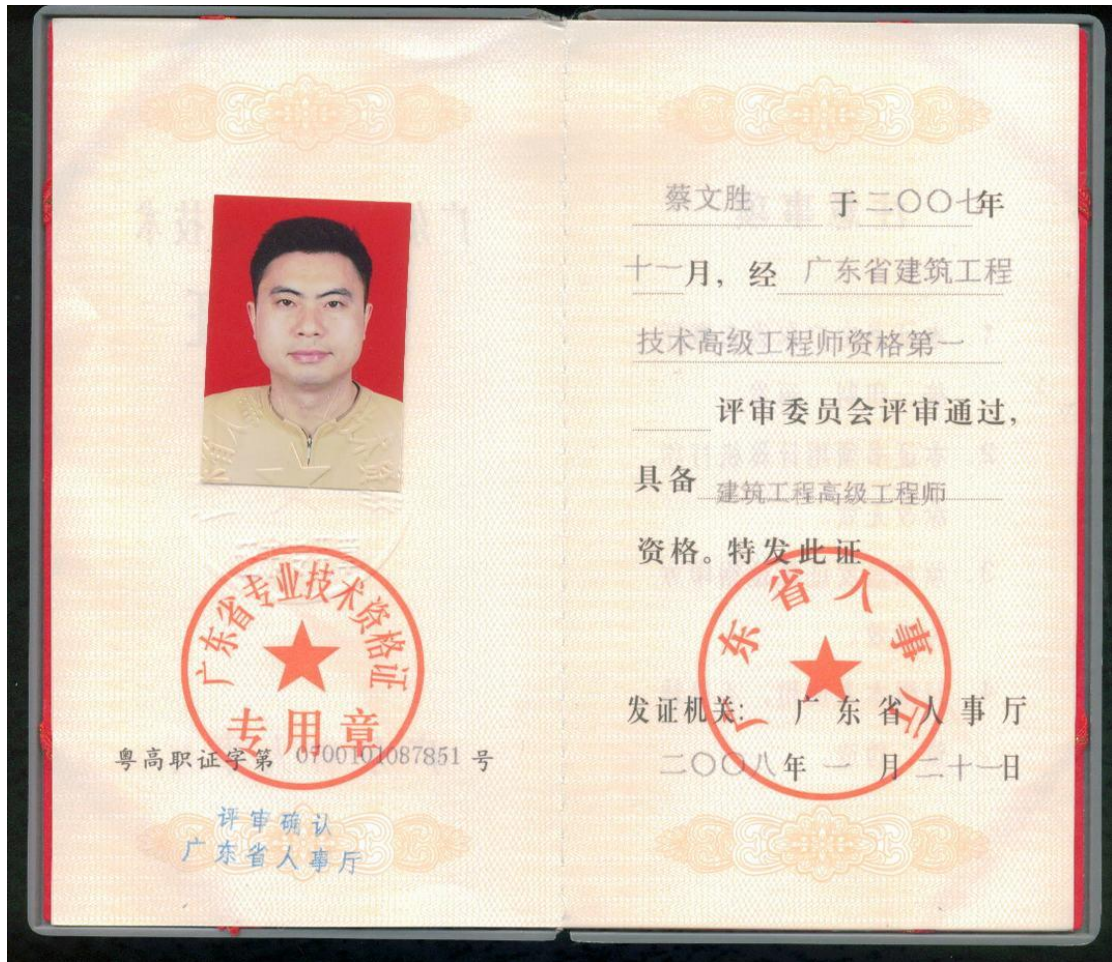 广东省专业技术资格证
专用章
粤高职证字第 0700101087851 号
评审确认
广东省人事厅
蔡文胜 于二〇〇七年
十一月，经 广东省建筑工程
技术高级工程师资格第一
评审委员会评审通过，
具备 建筑工程高级工程师
资格。特发此证
广东省人事厅
发证机关：广东省人事厅
二〇〇八年一月二十一日